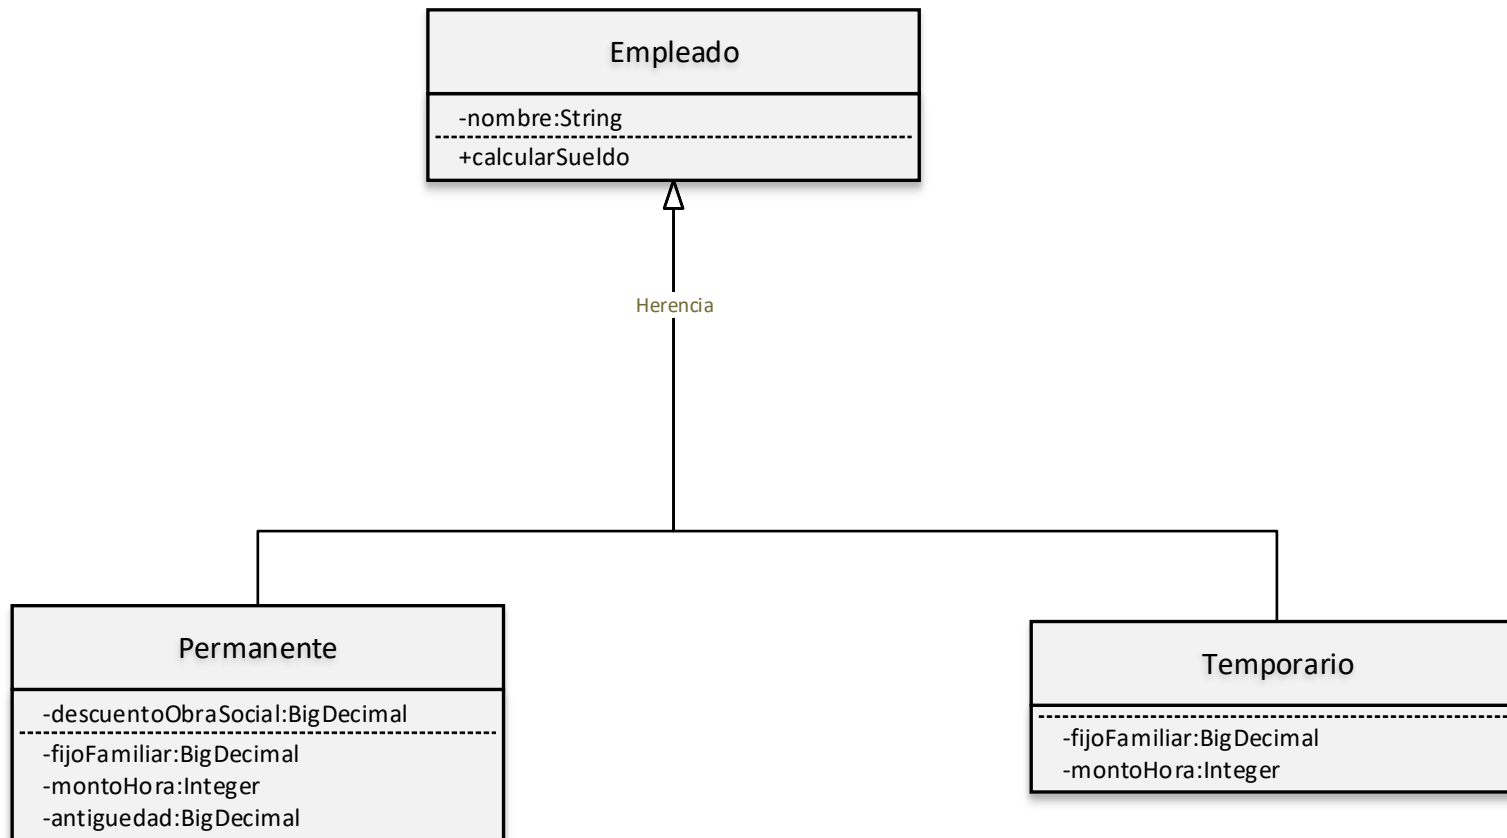 Empleado
-nombre:String
+calcularSueldo
Herencia
Permanente
-descuentoObraSocial:BigDecimal
-fijoFamiliar:BigDecimal
-montoHora:Integer
-antiguedad:BigDecimal
Temporario
-fijoFamiliar:BigDecimal
-montoHora:Integer